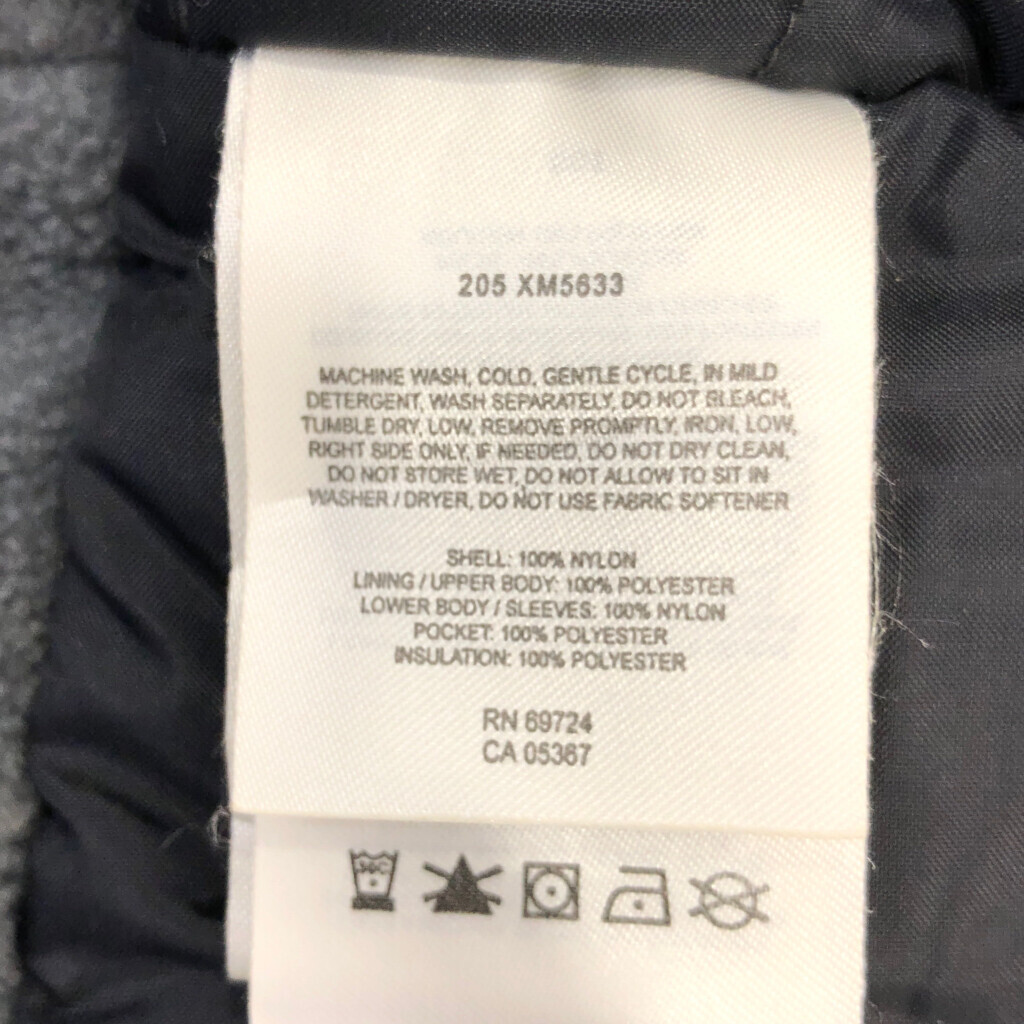 205 XM5633
MACHINE WASH, COLD, GENTLE CYCLE, IN MILD
DETERGENT, WASH SEPARATELY, DO NOT BLEACH,
TUMBLE DRY, LOW, REMOVE PROMPTLY, IRON, LOW,
RIGHT SIDE ONLY, IF NEEDED, DO NOT DRY CLEAN,
DO NOT STORE WET, DO NOT ALLOW TO SIT IN
WASHER / DRYER, DO NOT USE FABRIC SOFTENER
SHELL: 100% NYLON
LINING / UPPER BODY: 100% POLYESTER
LOWER BODY / SLEEVES: 100% NYLON
POCKET: 100% POLYESTER
INSULATION: 100% POLYESTER
RN 69724
CA 05367